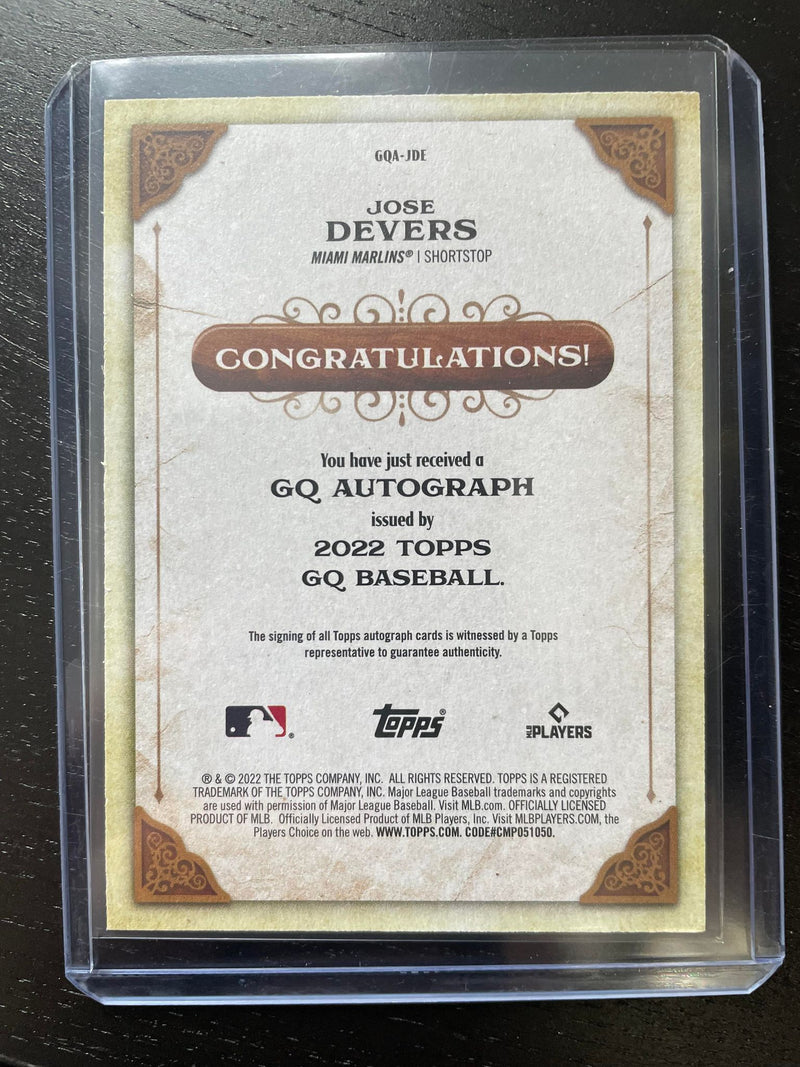 GQA-JDE
JOSE
DEVERS
MIAMI MARLINS® | SHORTSTOP
CONGRATULATIONS!
You have just received a
GQ AUTOGRAPH
issued by
2022 TOPPS
GQ BASEBALL.
The signing of all Topps autograph cards is witnessed by a Topps
representative to guarantee authenticity.
® Topps® MLB PLAYERS
® & © 2022 THE TOPPS COMPANY, INC. ALL RIGHTS RESERVED. TOPPS IS A REGISTERED
TRADEMARK OF THE TOPPS COMPANY, INC. Major League Baseball trademarks and copyrights
are used with permission of Major League Baseball. Visit MLB.com. OFFICIALLY LICENSED
PRODUCT OF MLB. Officially Licensed Product of MLB Players, Inc. Visit MLBPLAYERS.COM, the
Players Choice on the web. WWW.TOPPS.COM. CODE#CMP051050.